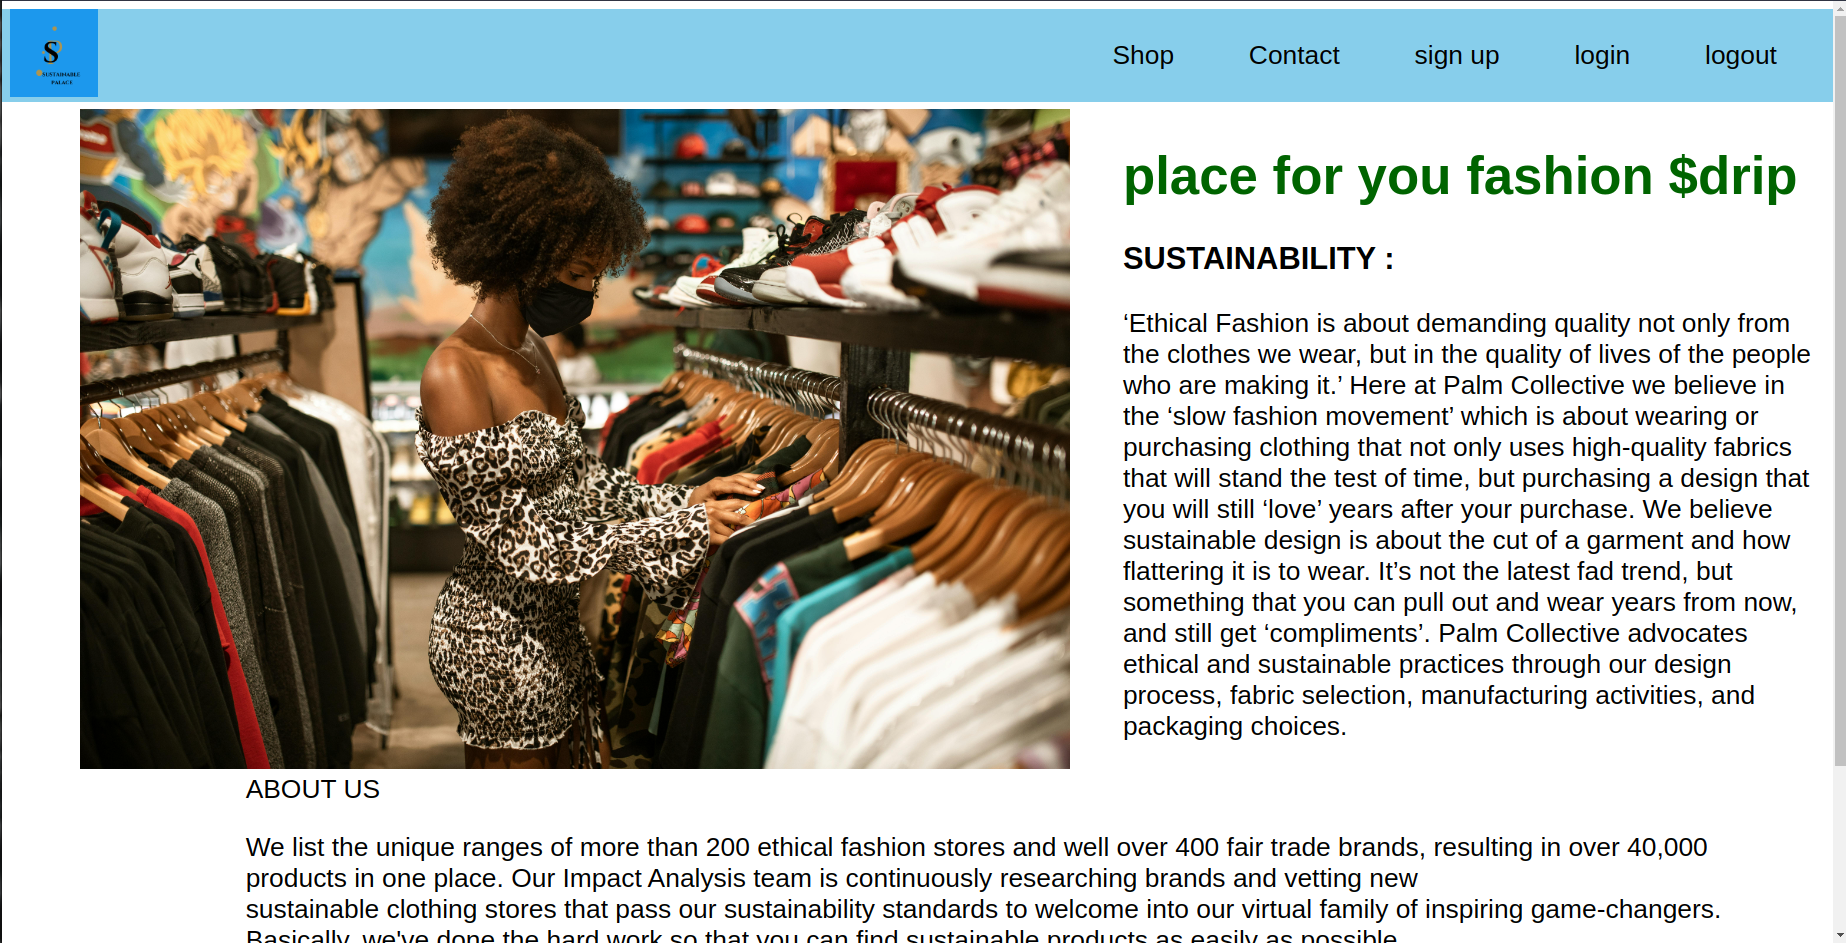 S
SUSTAINABLE
PALACE
Shop
Contact
sign up
login
logout
place for you fashion $drip
SUSTAINABILITY :
‘Ethical Fashion is about demanding quality not only from
the clothes we wear, but in the quality of lives of the people
who are making it.’ Here at Palm Collective we believe in
the ‘slow fashion movement’ which is about wearing or
purchasing clothing that not only uses high-quality fabrics
that will stand the test of time, but purchasing a design that
you will still ‘love’ years after your purchase. We believe
sustainable design is about the cut of a garment and how
flattering it is to wear. It’s not the latest fad trend, but
something that you can pull out and wear years from now,
and still get ‘compliments’. Palm Collective advocates
ethical and sustainable practices through our design
process, fabric selection, manufacturing activities, and
packaging choices.
ABOUT US
We list the unique ranges of more than 200 ethical fashion stores and well over 400 fair trade brands, resulting in over 40,000
products in one place. Our Impact Analysis team is continuously researching brands and vetting new
sustainable clothing stores that pass our sustainability standards to welcome into our virtual family of inspiring game-changers.
Basically, we've done the hard work so that you can find sustainable products as easily as possible.